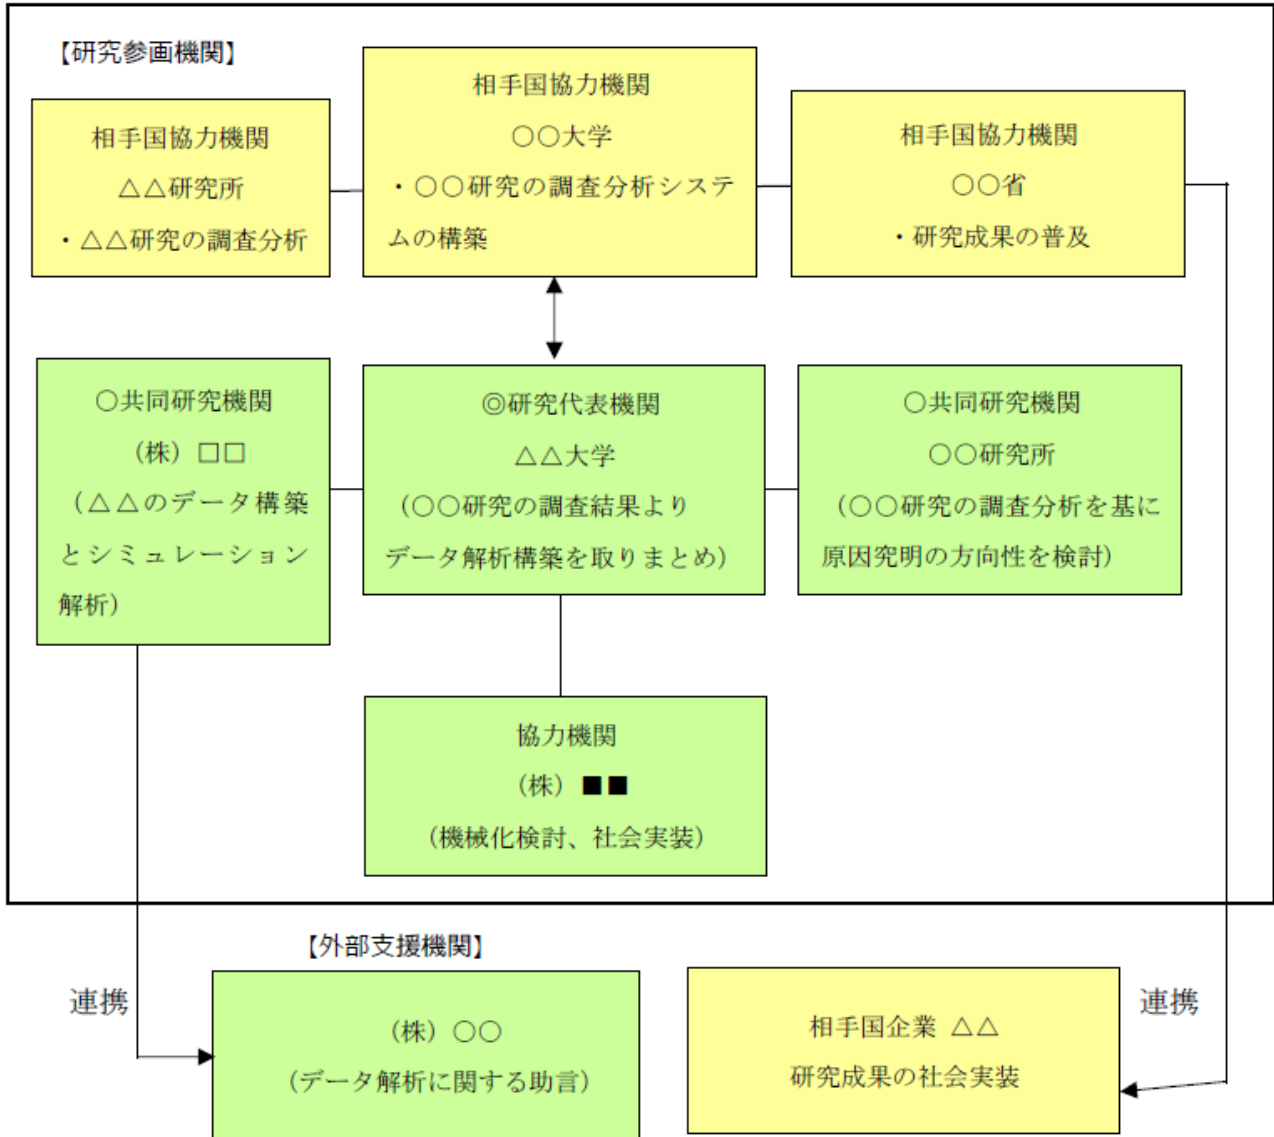 【研究参画機関】
相手国協力機関
△△研究所
・△△研究の調査分析
相手国協力機関
〇〇大学
・〇〇研究の調査分析システ
ムの構築
相手国協力機関
〇〇省
・研究成果の普及
〇共同研究機関
（株）□□
（△△のデータ構築
とシミュレーション
解析）
◎研究代表機関
△△大学
（〇〇研究の調査結果より
データ解析構築を取りまとめ）
〇共同研究機関
〇〇研究所
（〇〇研究の調査分析を基に
原因究明の方向性を検討）
協力機関
（株）■■
（機械化検討、社会実装）
【外部支援機関】
連携
（株）〇〇
（データ解析に関する助言）
相手国企業 △△
研究成果の社会実装
連携